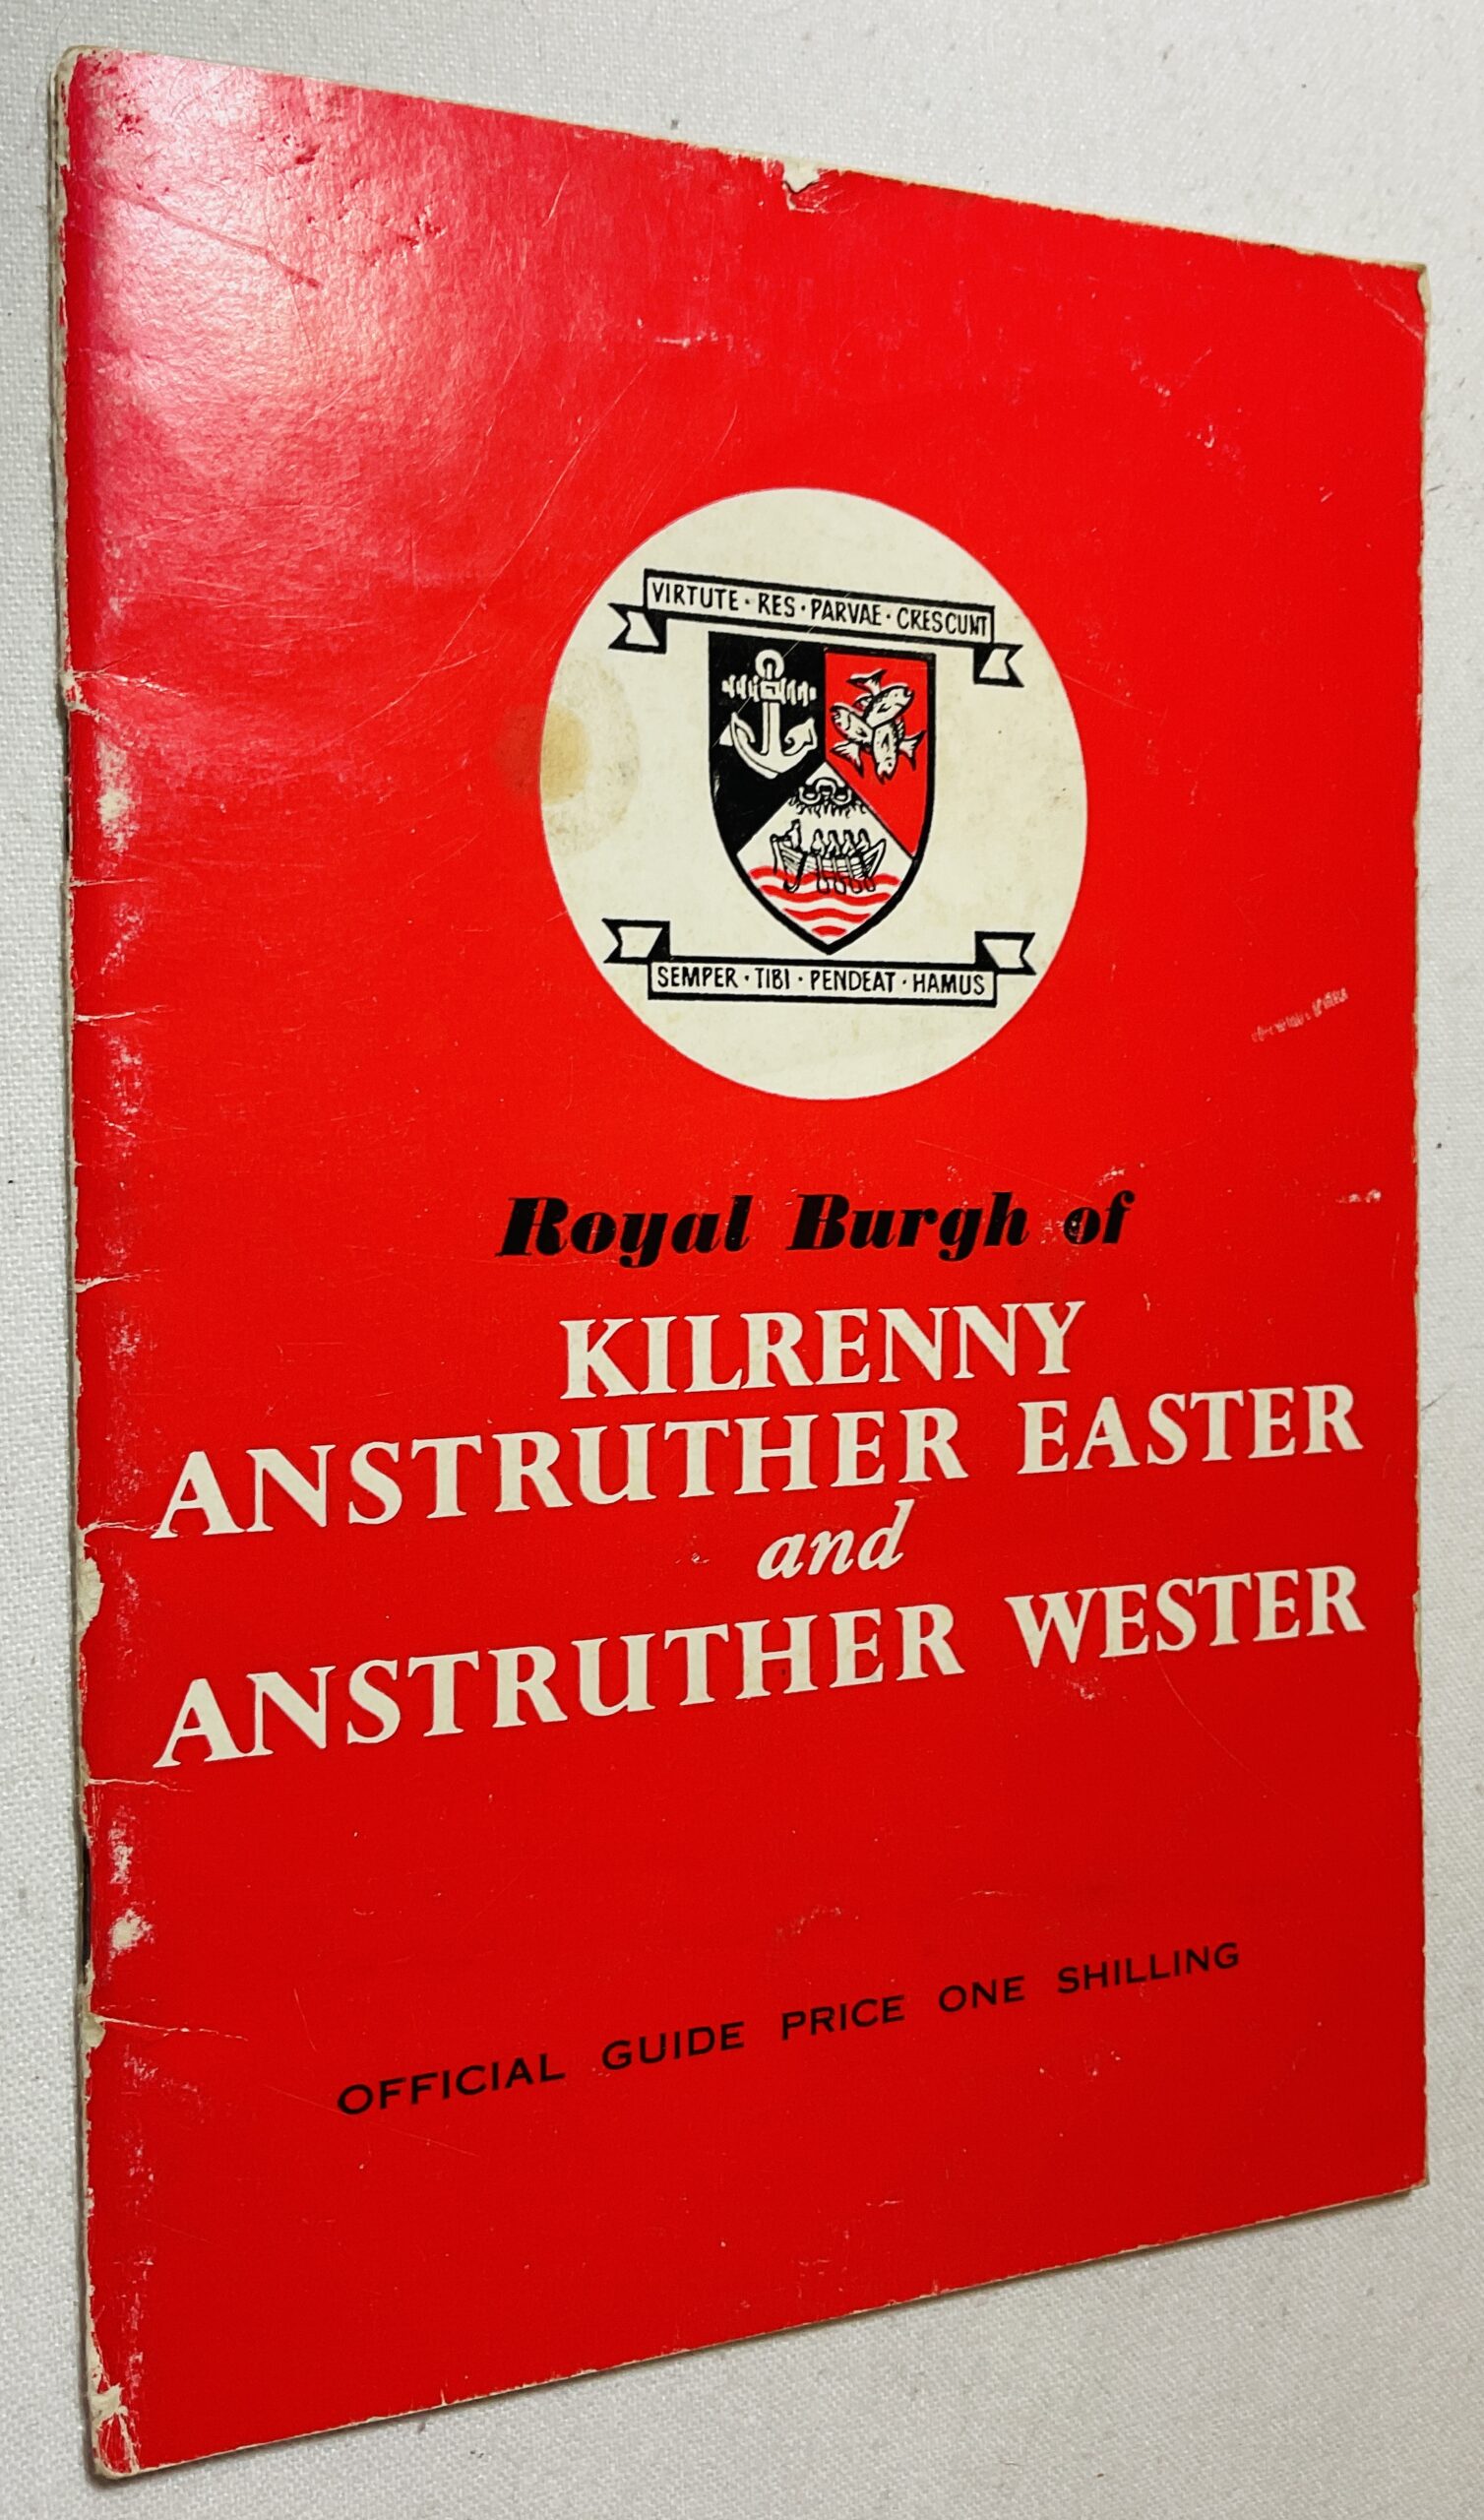 VIRTUTE · RES · PARVAE · CRESCUNT
SEMPER · TIBI · PENDEAT · HAMUS
Royal Burgh of
KILRENNY
ANSTRUTHER EASTER
and
ANSTRUTHER WESTER
OFFICIAL GUIDE PRICE ONE SHILLING